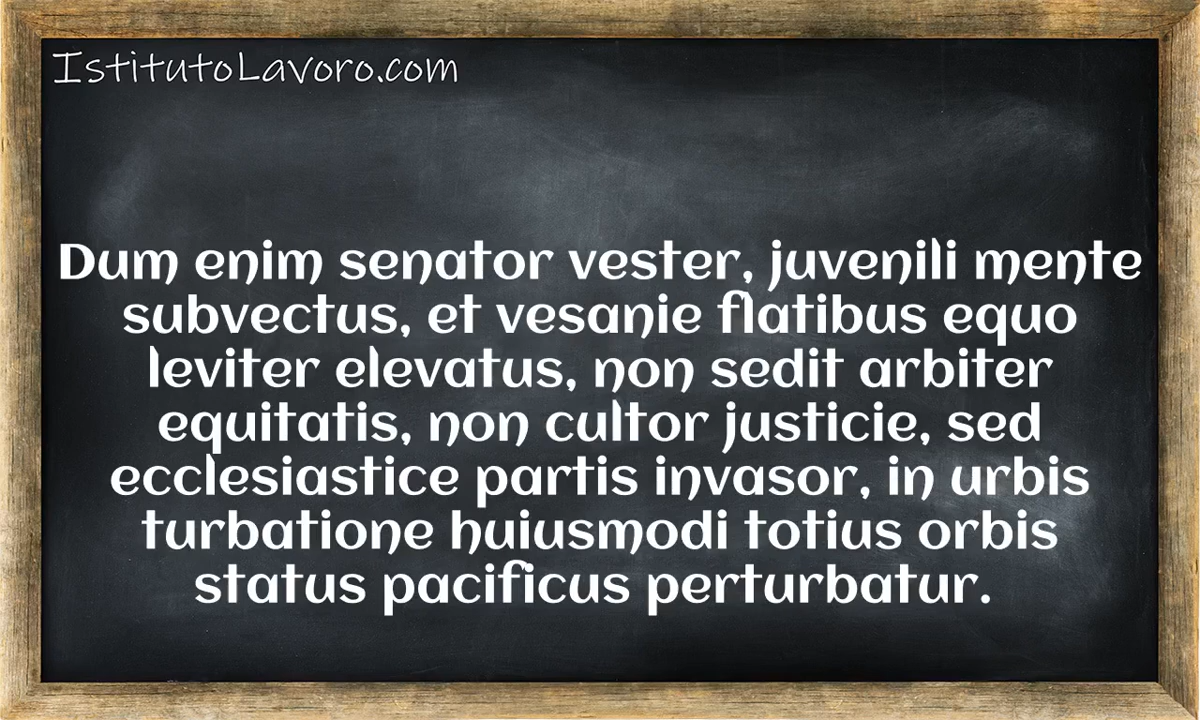 IstitutoLavoro.com
Dum enim senator vester, juvenili mente
subvectus, et vesanie flatibus equo
leviter elevatus, non sedit arbiter
equitatis, non cultor justicie, sed
ecclesiastice partis invasor, in urbis
turbatione huiusmodi totius orbis
status pacificus perturbatur.